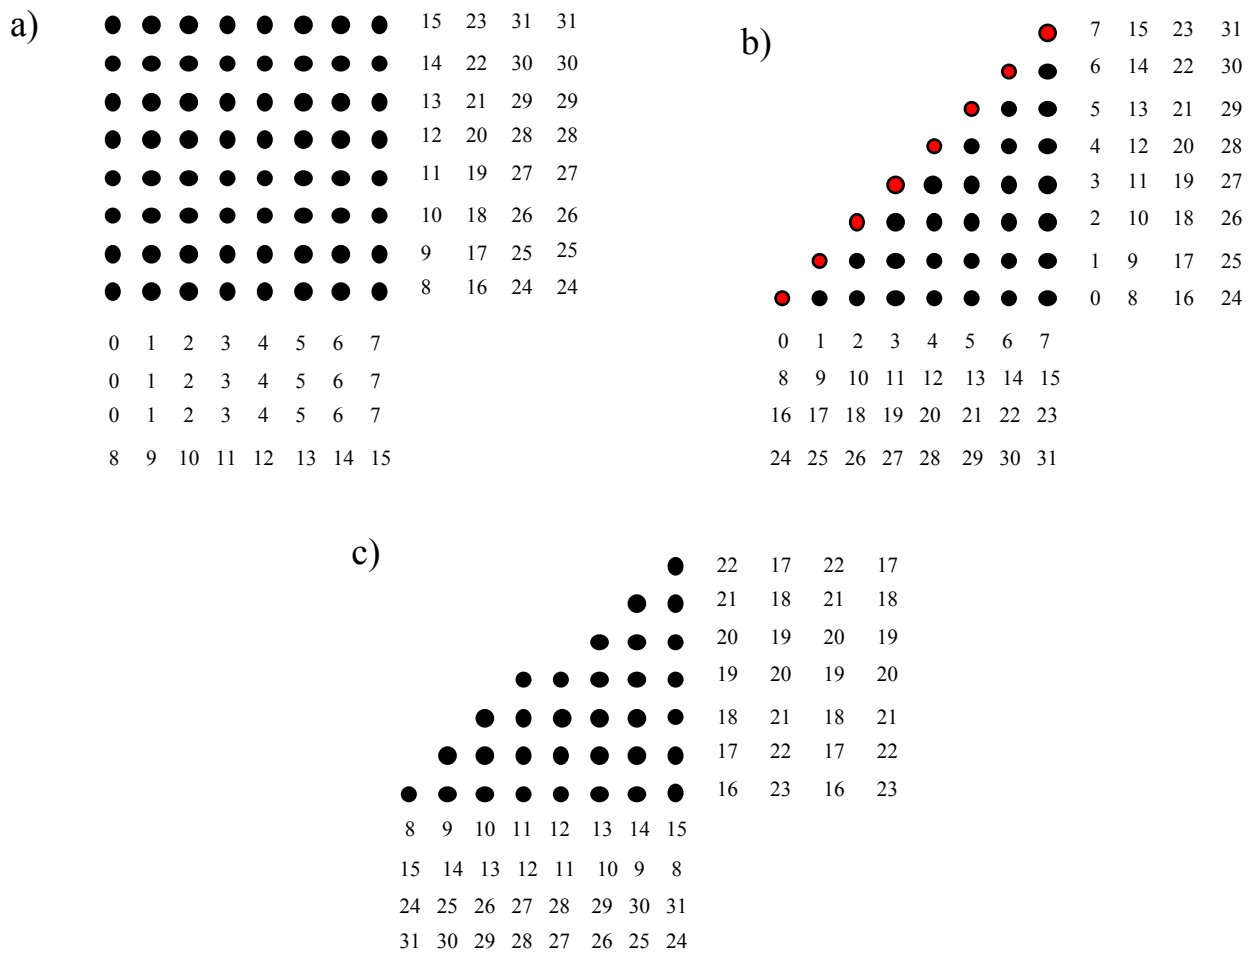 a)
15 23 31 31
14 22 30 30
13 21 29 29
12 20 28 28
11 19 27 27
10 18 26 26
9 17 25 25
8 16 24 24
0 1 2 3 4 5 6 7
0 1 2 3 4 5 6 7
0 1 2 3 4 5 6 7
8 9 10 11 12 13 14 15
b)
7 15 23 31
6 14 22 30
5 13 21 29
4 12 20 28
3 11 19 27
2 10 18 26
1 9 17 25
0 8 16 24
0 1 2 3 4 5 6 7
8 9 10 11 12 13 14 15
16 17 18 19 20 21 22 23
24 25 26 27 28 29 30 31
c)
22 17 22 17
21 18 21 18
20 19 20 19
19 20 19 20
18 21 18 21
17 22 17 22
16 23 16 23
8 9 10 11 12 13 14 15
15 14 13 12 11 10 9 8
24 25 26 27 28 29 30 31
31 30 29 28 27 26 25 24